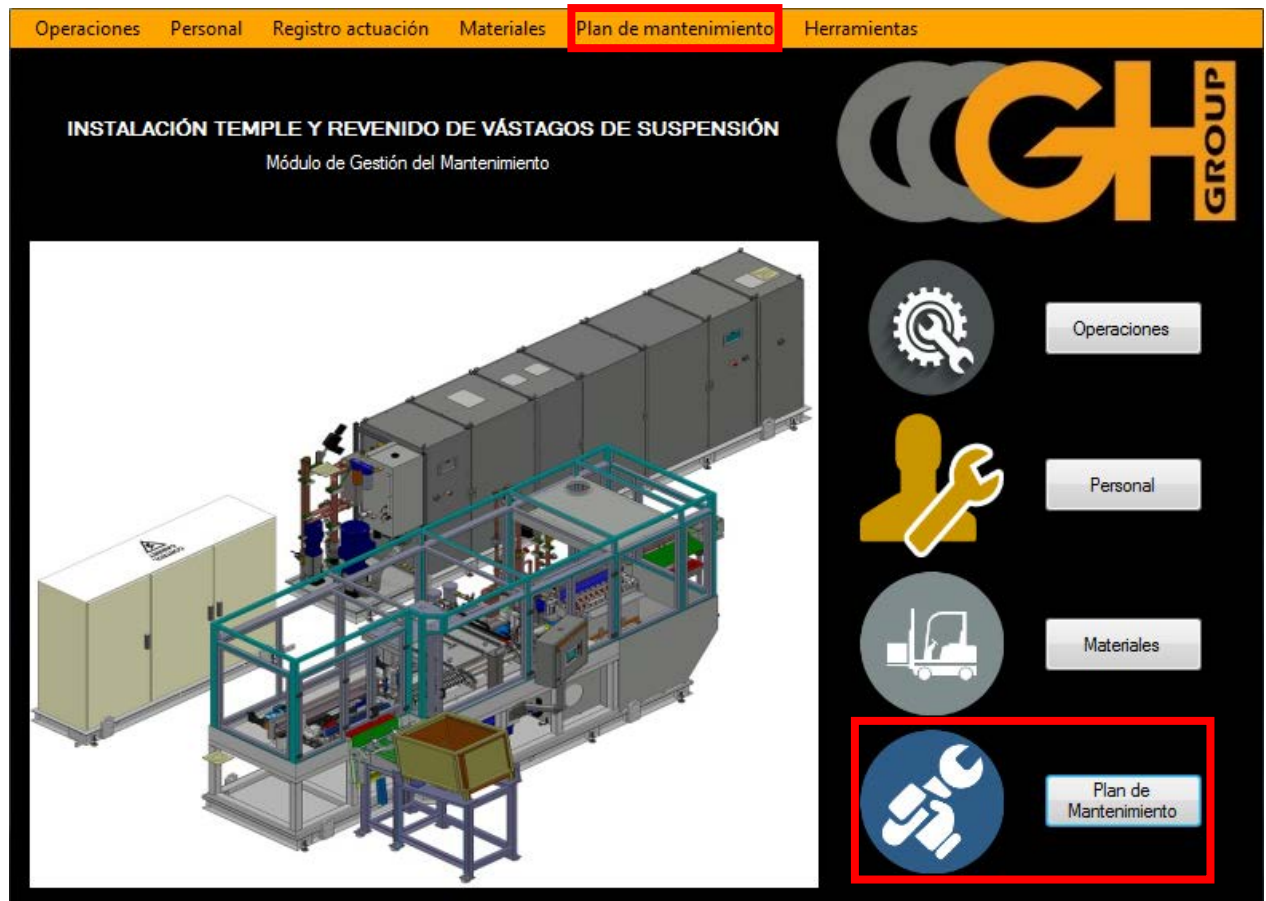 Operaciones Personal Registro actuación Materiales Plan de mantenimiento Herramientas
INSTALACIÓN TEMPLE Y REVENIDO DE VÁSTAGOS DE SUSPENSIÓN
Módulo de Gestión del Mantenimiento
GH
GROUP
Operaciones
Personal
Materiales
Plan de
Mantenimiento